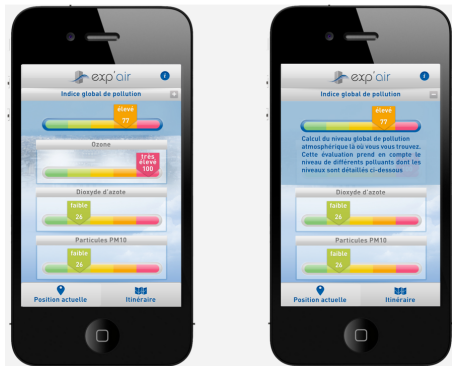 exp'air
i
Indice global de pollution
+
élevé
77
Ozone
très
élevé
100
Dioxyde d'azote
faible
26
Particules PM10
faible
26
Position actuelle
Itinéraire
exp'air
i
Indice global de pollution
-
élevé
77
Calcul du niveau global de pollution
atmosphérique là où vous vous trouvez.
Cette évaluation prend en compte le
niveau de différents polluants dont les
niveaux sont détaillés ci-dessous
Dioxyde d'azote
faible
26
Particules PM10
faible
26
Position actuelle
Itinéraire